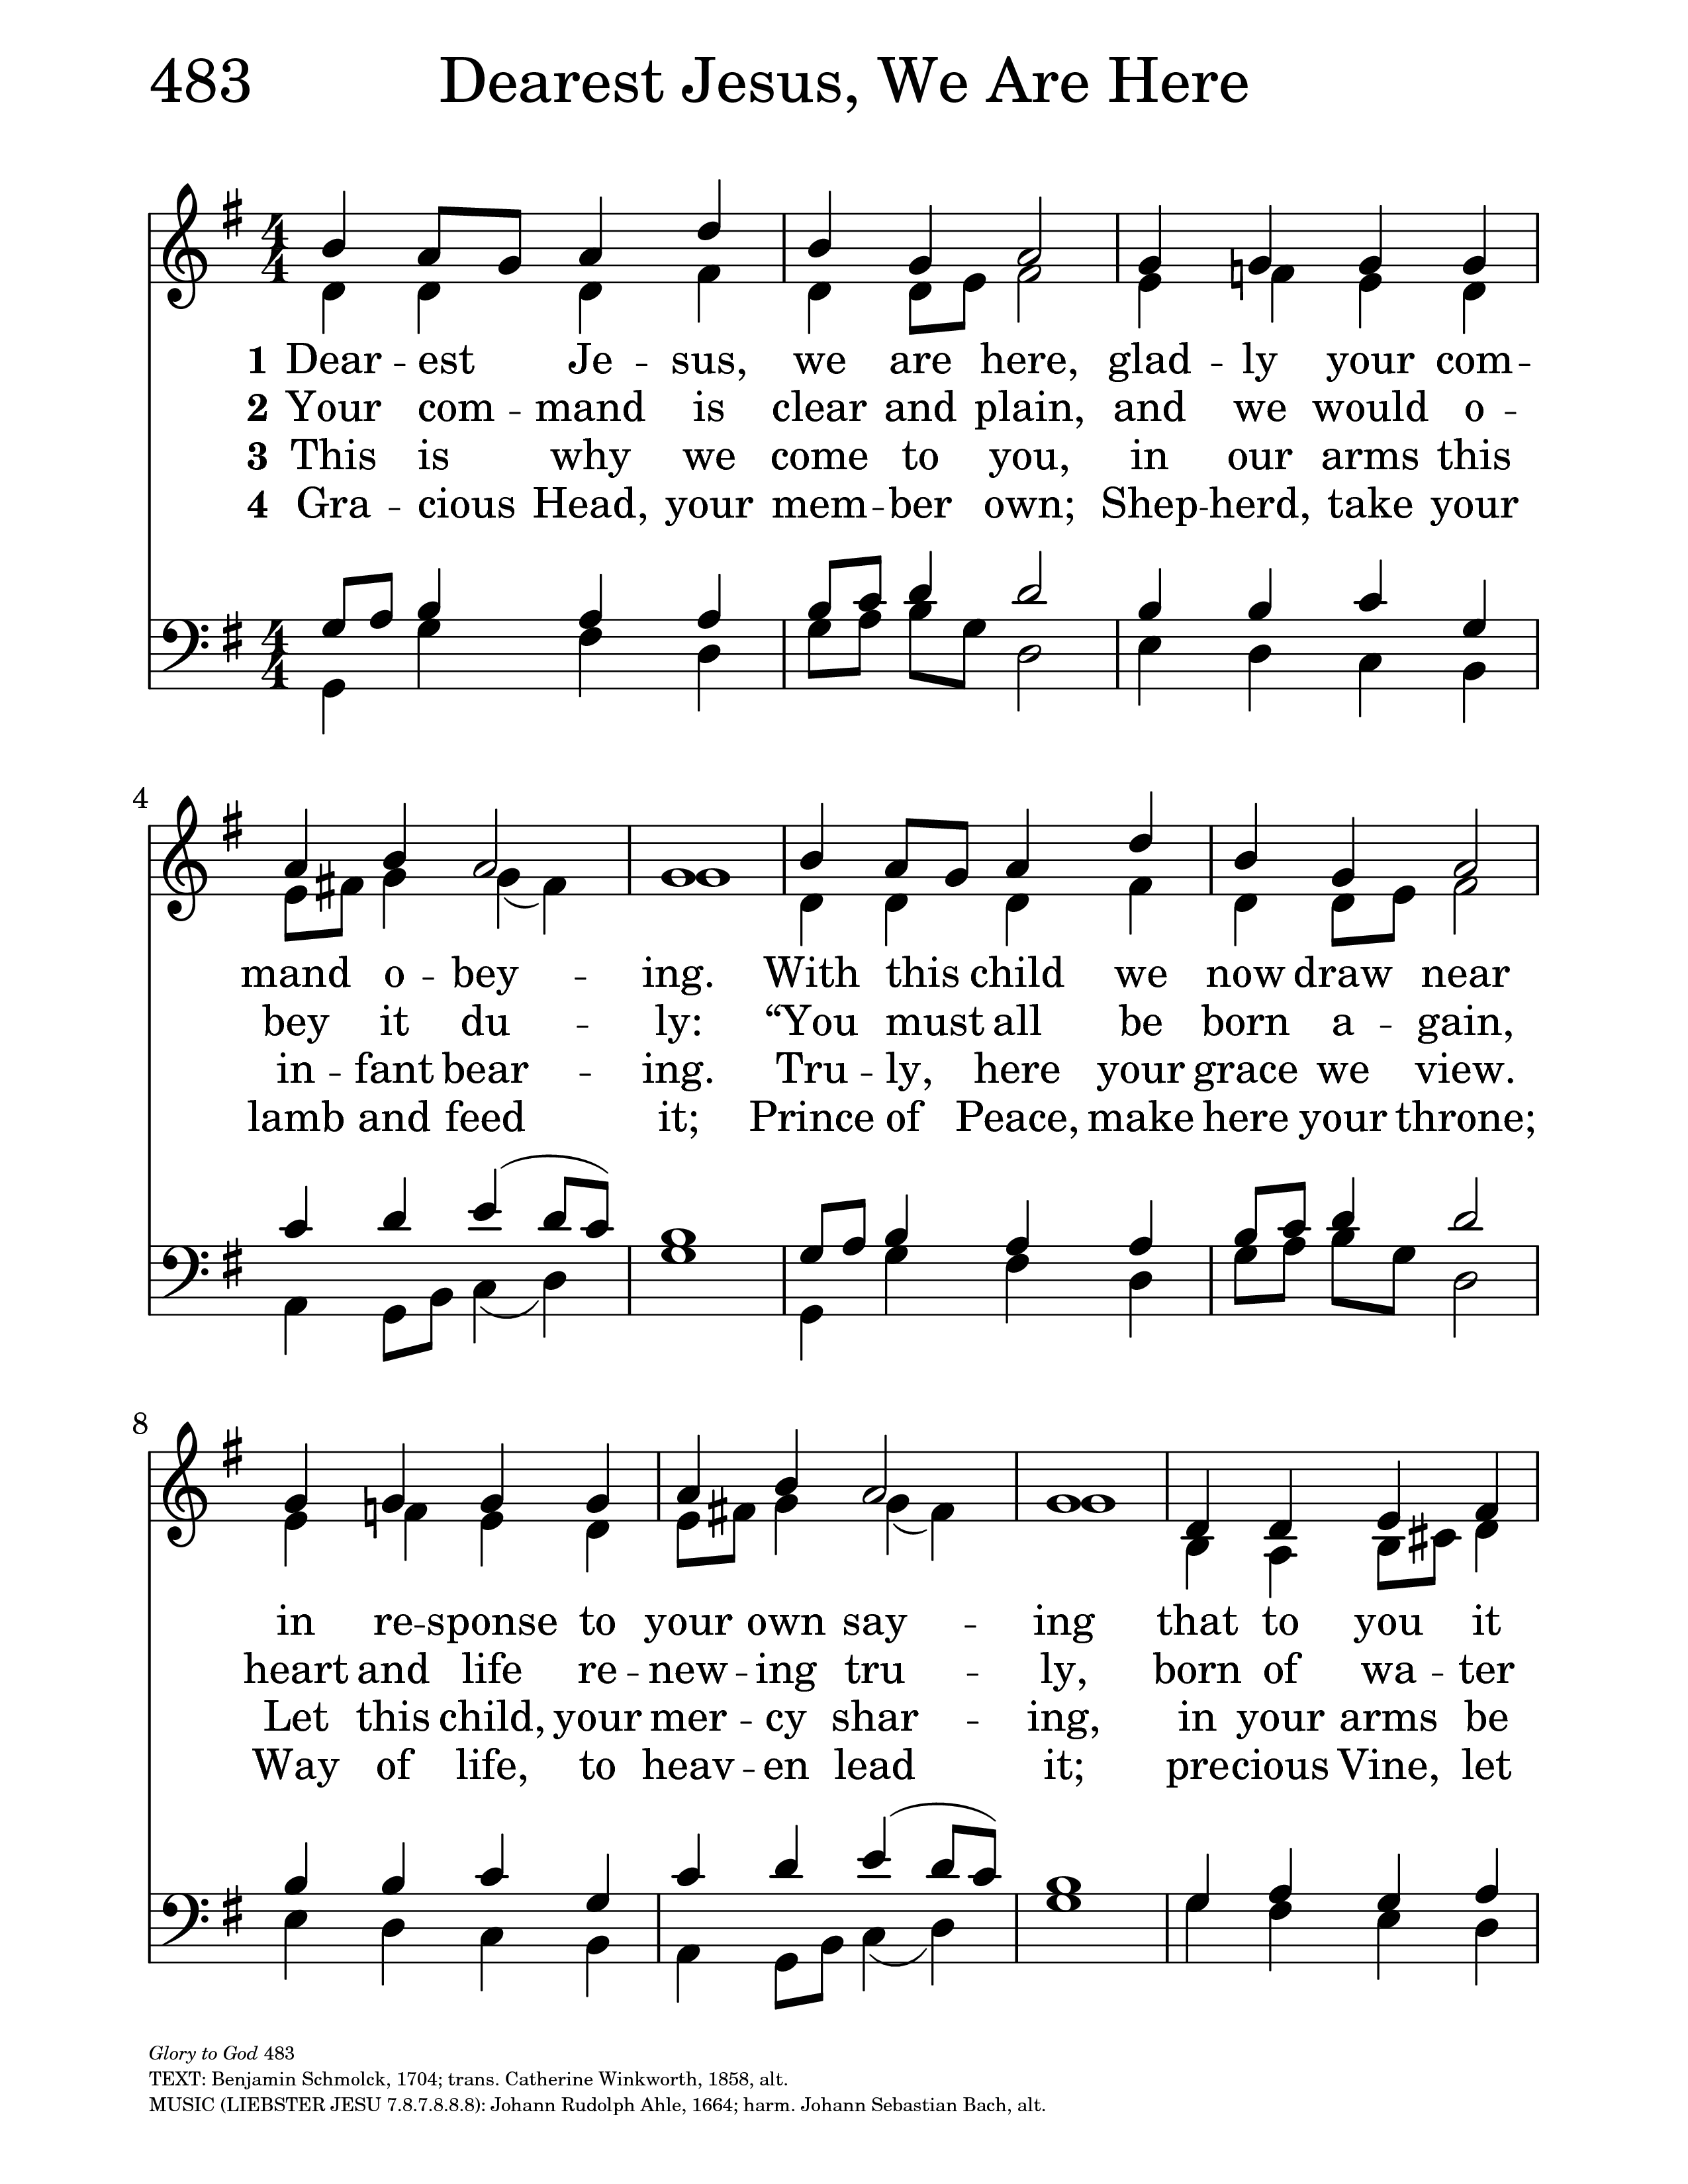 483 Dearest Jesus, We Are Here
1 Dear - est Je - sus, we are here, glad - ly your com -
2 Your com - mand is clear and plain, and we would o -
3 This is why we come to you, in our arms this
4 Gra - cious Head, your mem - ber own; Shep - herd, take your
4
mand o - bey - ing. With this child we now draw near
bey it du - ly: “You must all be born a - gain,
in - fant bear - ing. Tru - ly, here your grace we view.
lamb and feed it; Prince of Peace, make here your throne;
8
in re - sponse to your own say - ing that to you it
heart and life re - new - ing tru - ly, born of wa - ter
Let this child, your mer - cy shar - ing, in your arms be
Way of life, to heav - en lead it; precious Vine, let
Glory to God 483
TEXT: Benjamin Schmolck, 1704; trans. Catherine Winkworth, 1858, alt.
MUSIC (LIEBSTER JESU 7.8.7.8.8.8): Johann Rudolph Ahle, 1664; harm. Johann Sebastian Bach, alt.